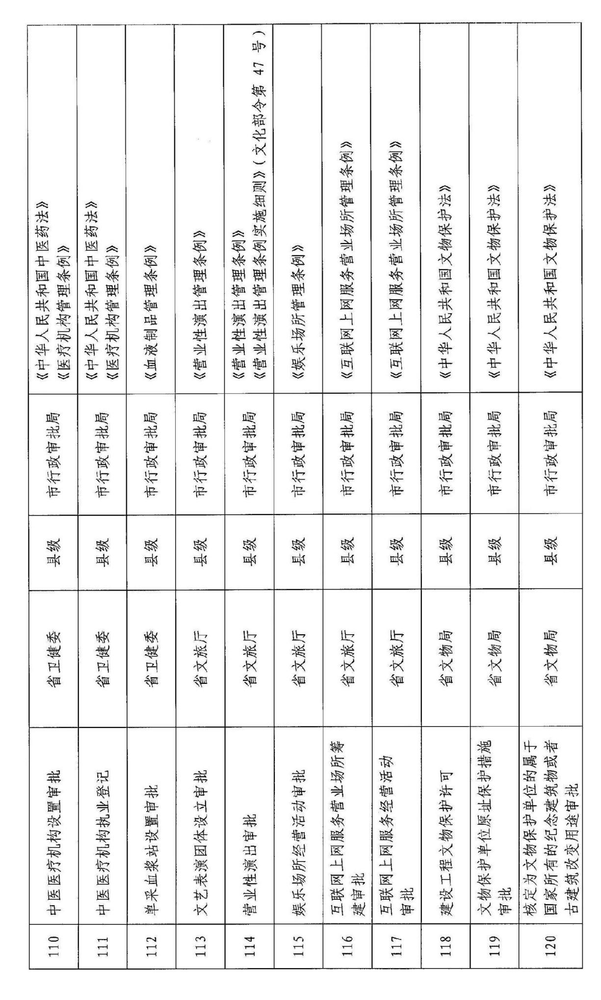 110
中医医疗机构设置审批
省卫健委
县级
市行政审批局
《中华人民共和国中医药法》
《医疗机构管理条例》
111
中医医疗机构执业登记
省卫健委
县级
市行政审批局
《中华人民共和国中医药法》
《医疗机构管理条例》
112
单采血浆站设置审批
省卫健委
县级
市行政审批局
《血液制品管理条例》
113
文艺表演团体设立审批
省文旅厅
县级
市行政审批局
《营业性演出管理条例》
114
营业性演出审批
省文旅厅
县级
市行政审批局
《营业性演出管理条例》
《营业性演出管理条例实施细则》（文化部令第 47 号）
115
娱乐场所经营活动审批
省文旅厅
县级
市行政审批局
《娱乐场所管理条例》
116
互联网上网服务营业场所筹
建审批
省文旅厅
县级
市行政审批局
《互联网上网服务营业场所管理条例》
117
互联网上网服务经营活动
审批
省文旅厅
县级
市行政审批局
《互联网上网服务营业场所管理条例》
118
建设工程文物保护许可
省文物局
县级
市行政审批局
《中华人民共和国文物保护法》
119
文物保护单位原址保护措施
审批
省文物局
县级
市行政审批局
《中华人民共和国文物保护法》
120
核定为文物保护单位的属于
国家所有的纪念建筑物或者
古建筑改变用途审批
省文物局
县级
市行政审批局
《中华人民共和国文物保护法》